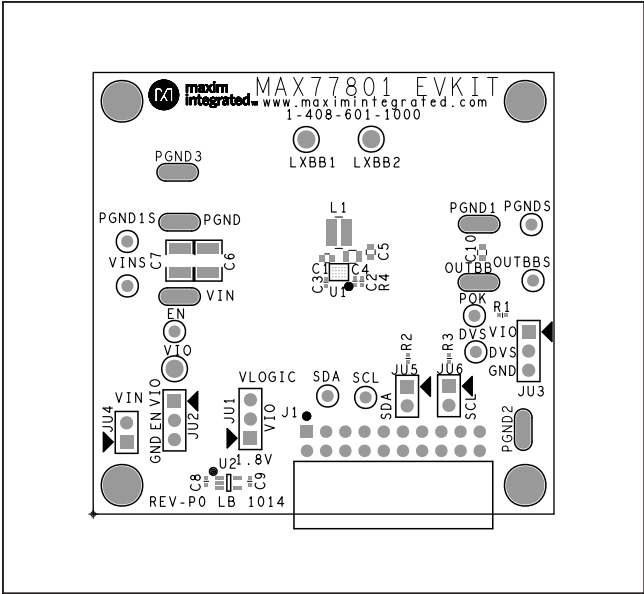 maxim
integrated™
MAX77801 EVKIT
www.maximintegrated.com
1-408-601-1000
LXBB1
LXBB2
PGND3
L1
PGND1
PGNDS
PGND1S
PGND
VINS
C7
C6
C5
C10
C1
C4
C3
U1
C2
R4
OUTBB
OUTBBS
VIN
POK
R1
EN
VIO
DVS
VIO
DVS
GND
JU3
R2
R3
JU5
JU6
SDA
SCL
VLOGIC
SDA
SCL
VIN
JU4
GND EN VIO
JU2
JU1
VIO
1.8V
J1
PGND2
U2
C8
C9
REV-P0 LB 1014